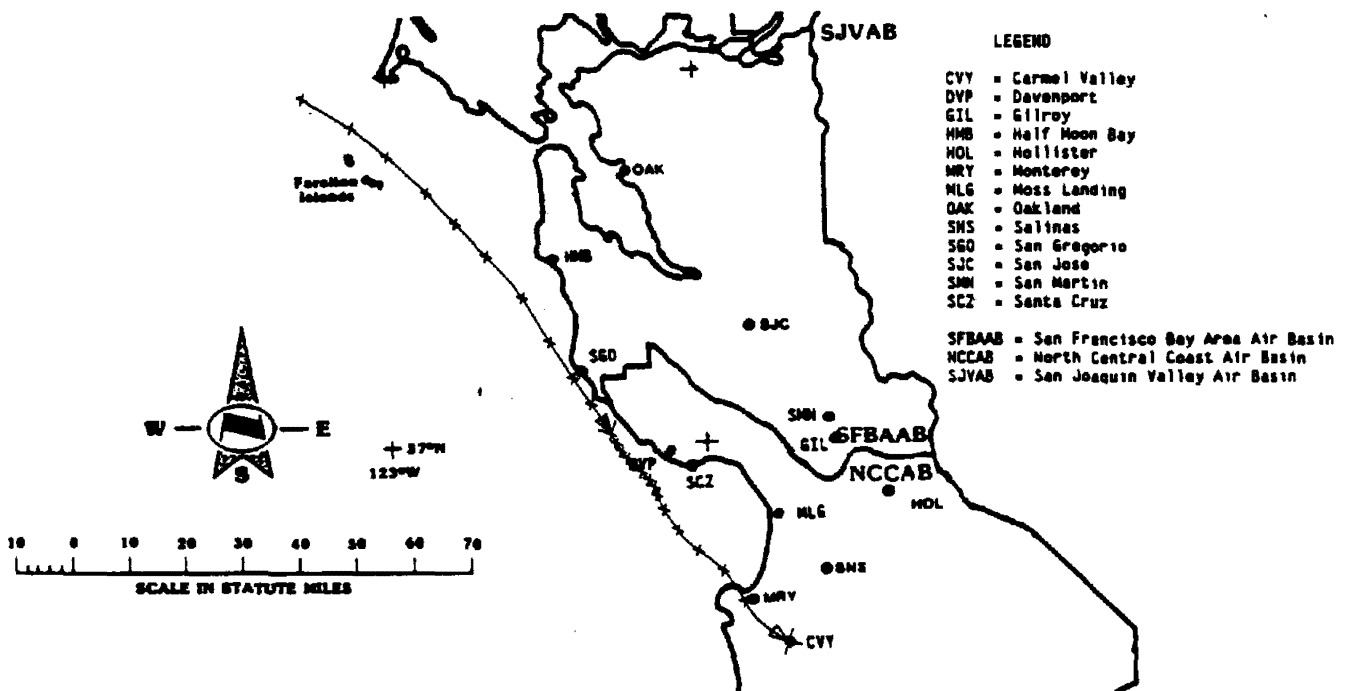 SJVAB
LEGEND
CVY = Carmel Valley
DVP = Davenport
GIL = Gilroy
HMB = Half Moon Bay
HOL = Hollister
MRY = Monterey
MLG = Moss Landing
OAK = Oakland
SNS = Salinas
SGO = San Gregorio
SJC = San Jose
SMN = San Martin
SCZ = Santa Cruz
SFBAAB = San Francisco Bay Area Air Basin
NCCAB = North Central Coast Air Basin
SJVAB = San Joaquin Valley Air Basin
OAK
Farallon
Islands
HMB
SJC
SGO
SMN
GIL
SFBAAB
W
E
S
37°N
123°W
DVP
SCZ
NCCAB
HOL
MLG
10 0 10 20 30 40 50 60 70
SCALE IN STATUTE MILES
SNS
MRY
CVY